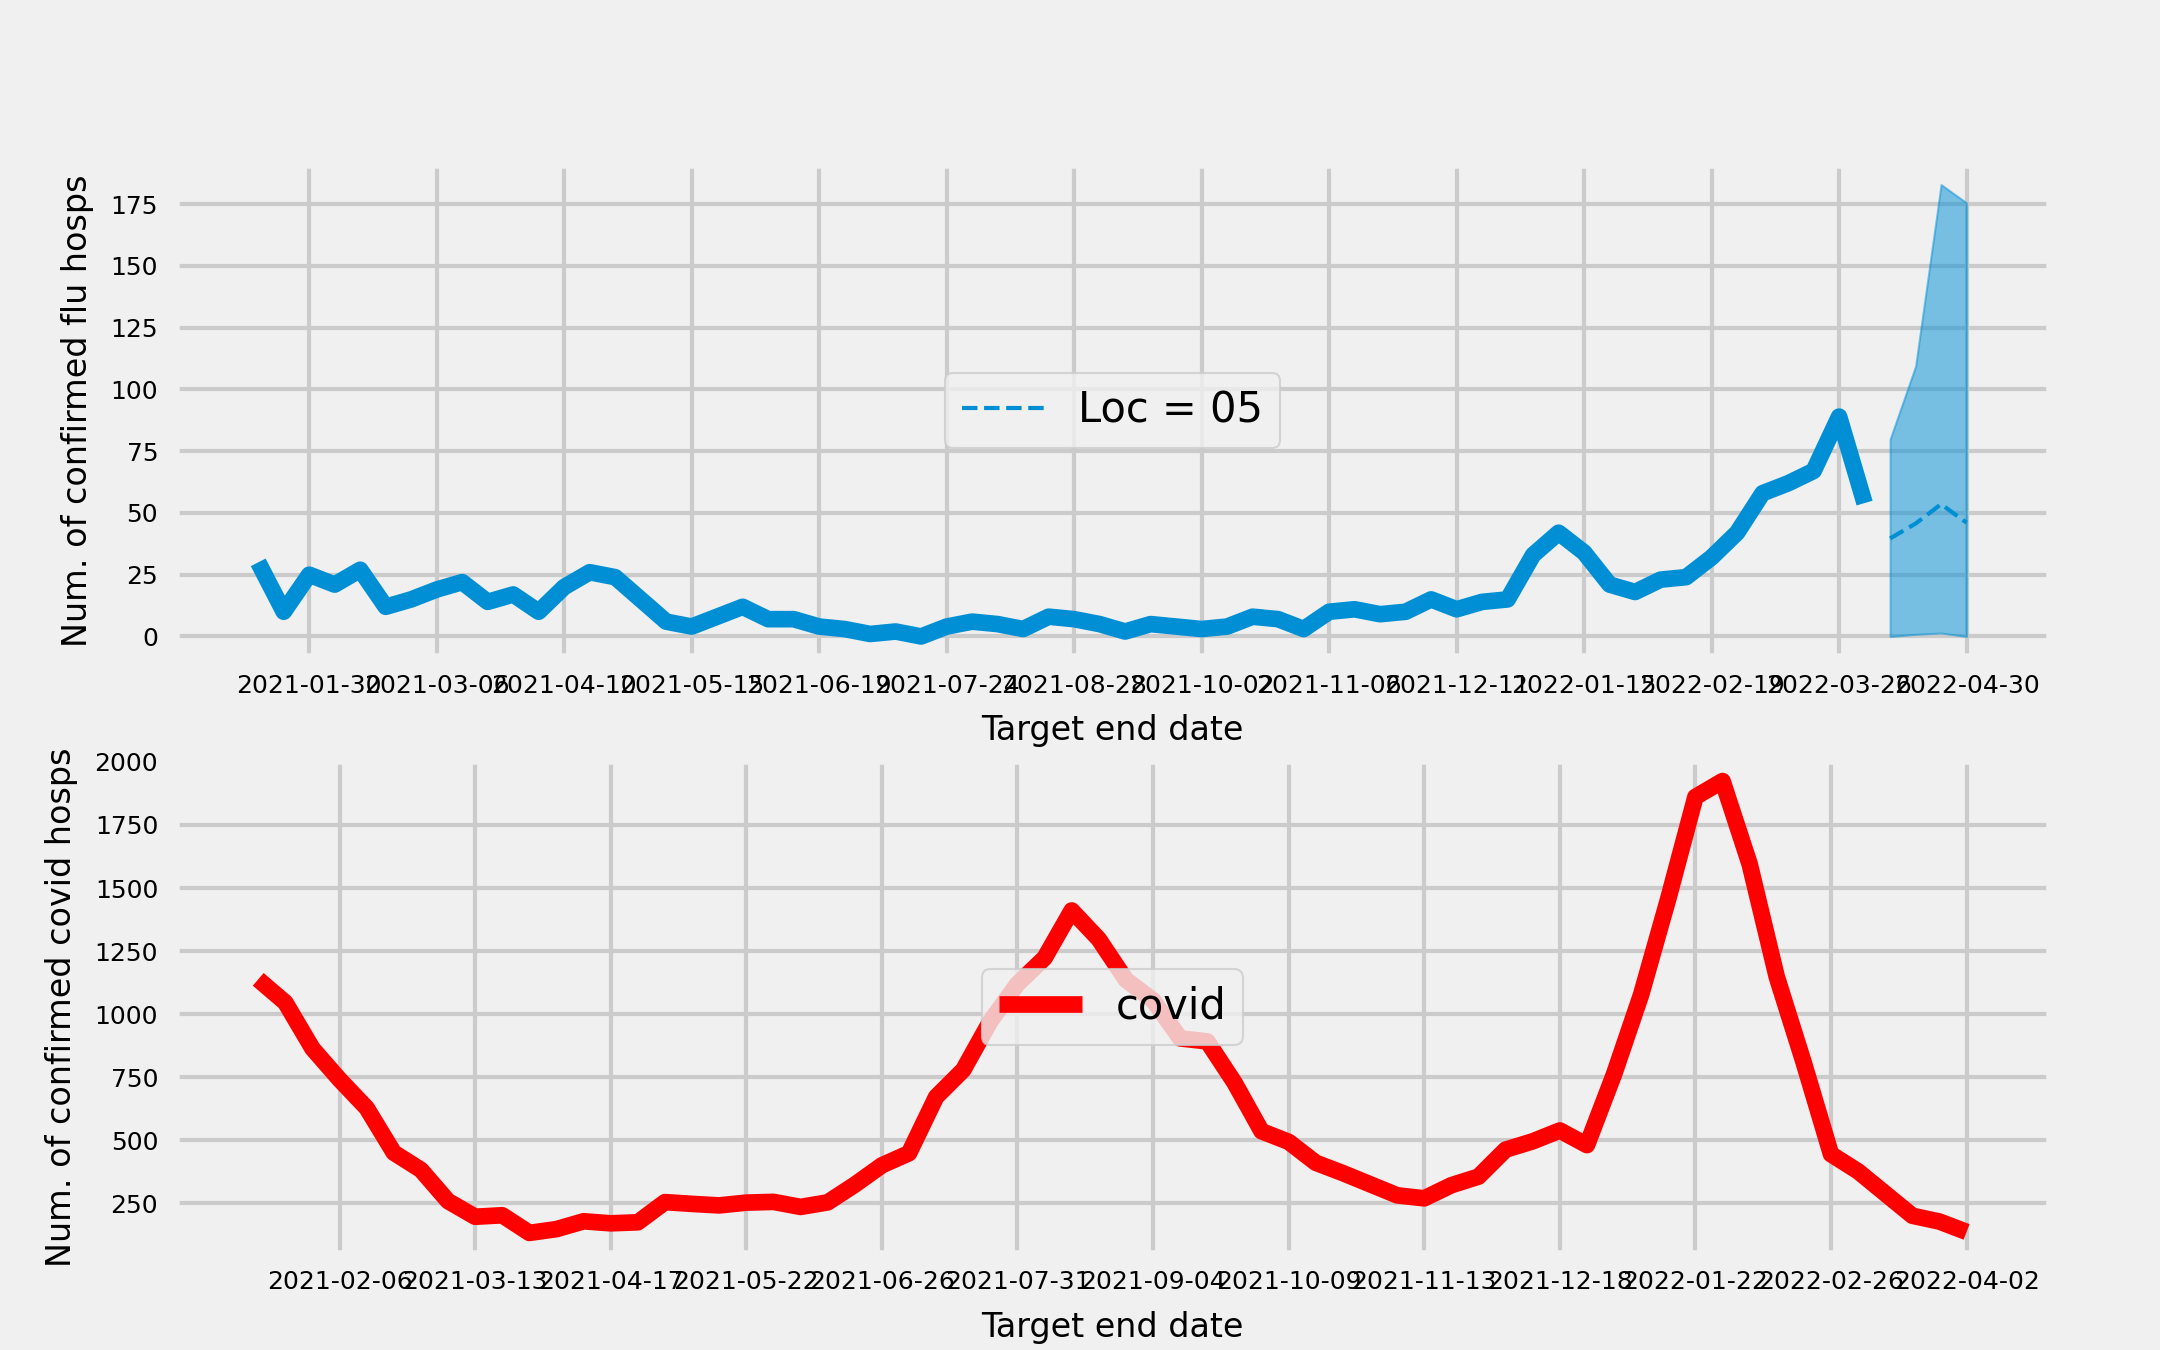 Num. of confirmed flu hosps
175
150
125
100
75
50
25
0
Loc = 05
2021-01-30 2021-03-06 2021-04-10 2021-05-15 2021-06-19 2021-07-24 2021-08-28 2021-10-02 2021-11-06 2021-12-11 2022-01-15 2022-02-19 2022-03-26 2022-04-30
Target end date
Num. of confirmed covid hosps
2000
1750
1500
1250
1000
750
500
250
covid
2021-02-06 2021-03-13 2021-04-17 2021-05-22 2021-06-26 2021-07-31 2021-09-04 2021-10-09 2021-11-13 2021-12-18 2022-01-22 2022-02-26 2022-04-02
Target end date